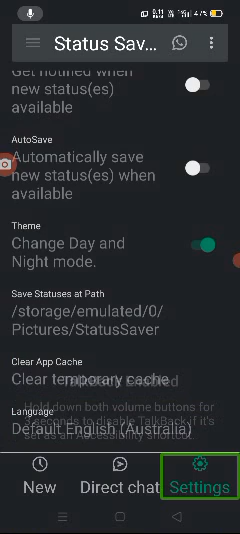 Status Sav...
Get notified when
new status(es)
available
AutoSave
Automatically save
new status(es) when
available
Theme
Change Day and
Night mode.
Save Statuses at Path
/storage/emulated/0/
Pictures/StatusSaver
Clear App Cache
Clear temporary cache
TalkBack Enabled
Hold down both volume buttons for
3 seconds to disable TalkBack if it's
set as an Accessibility shortcut.
Language
Default English (Australia)
New
Direct chat
Settings